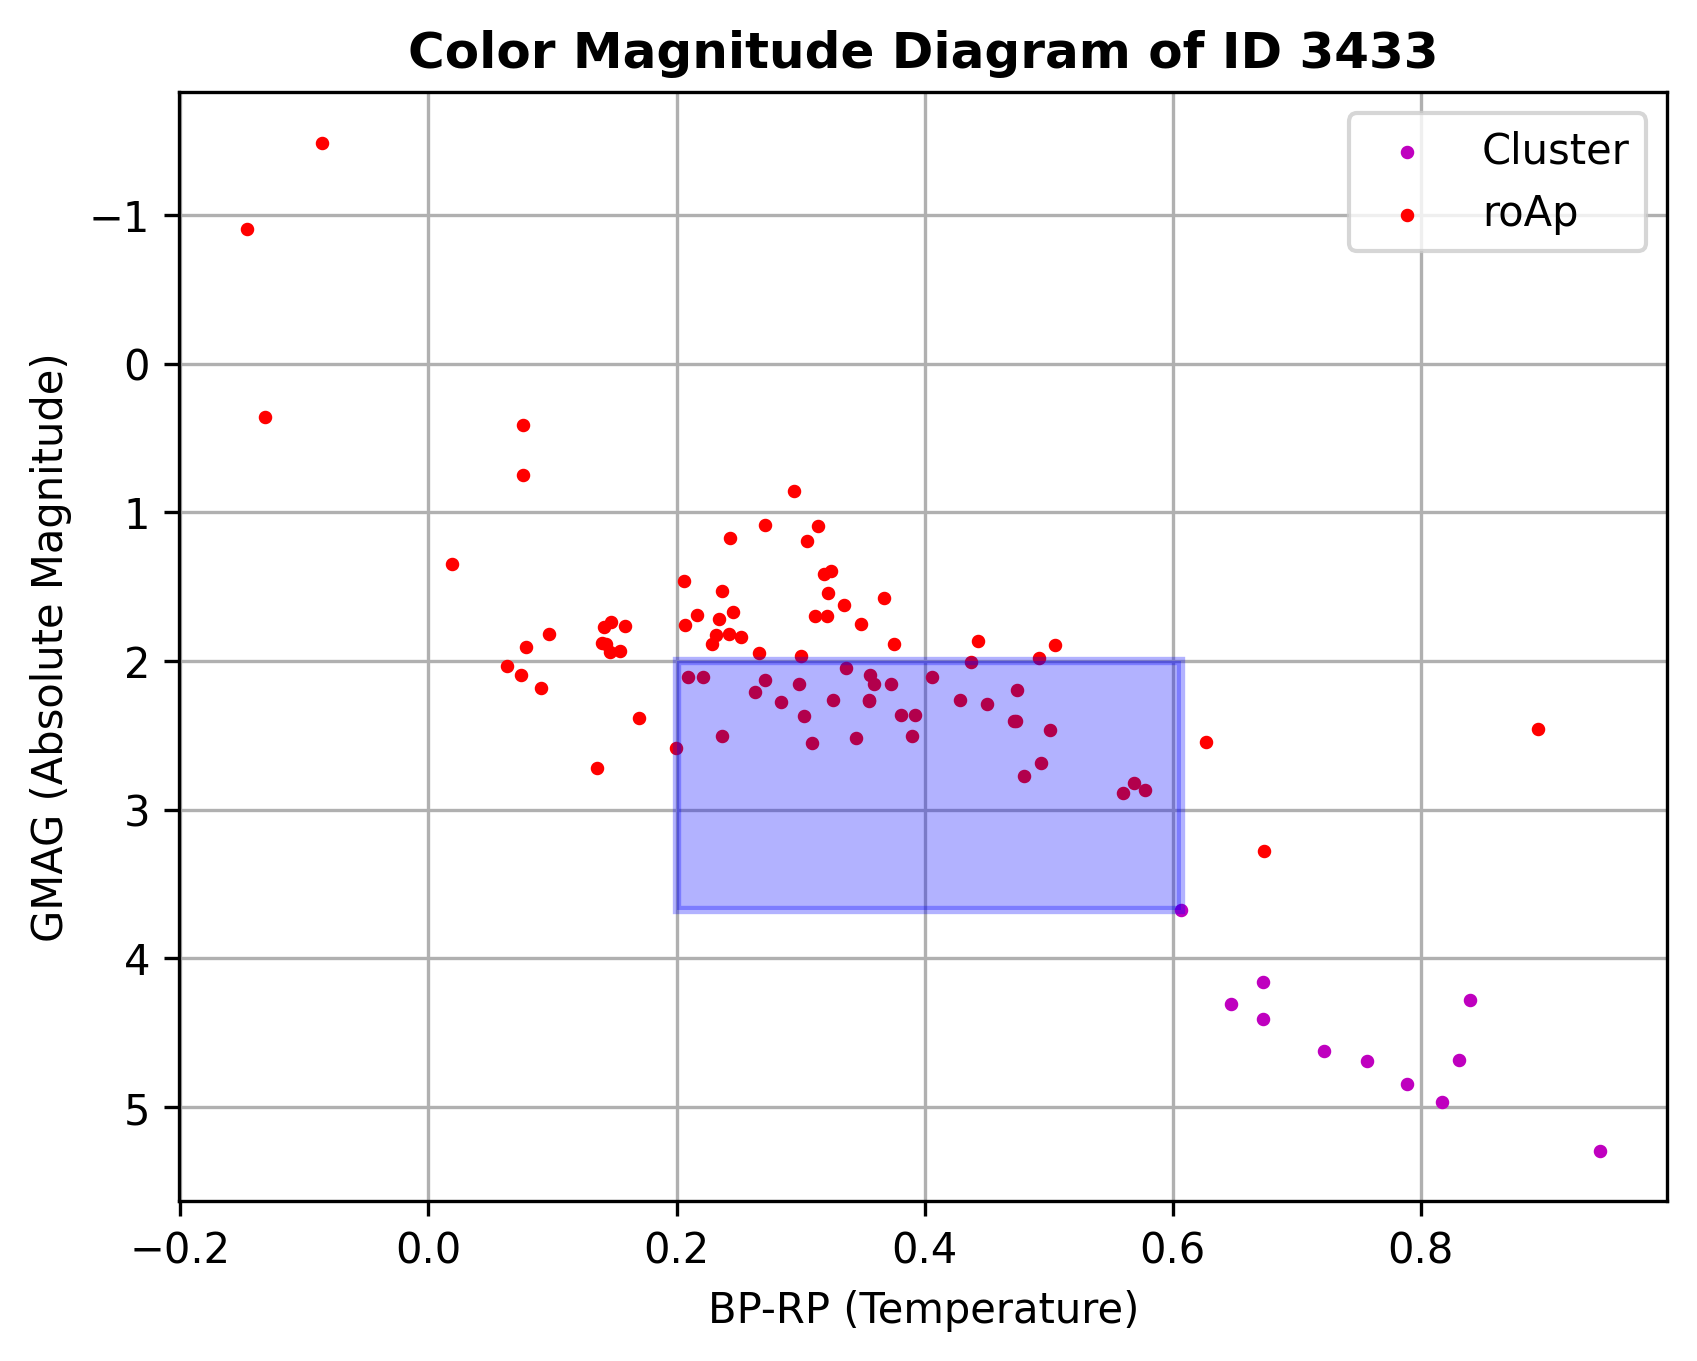 Color Magnitude Diagram of ID 3433
Cluster
roAp
GMAG (Absolute Magnitude)
−1
0
1
2
3
4
5
−0.2 0.0 0.2 0.4 0.6 0.8
BP-RP (Temperature)